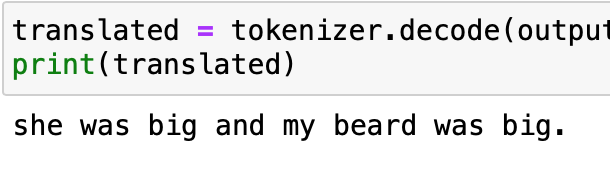 translated = tokenizer.decode(output
print(translated)
she was big and my beard was big.